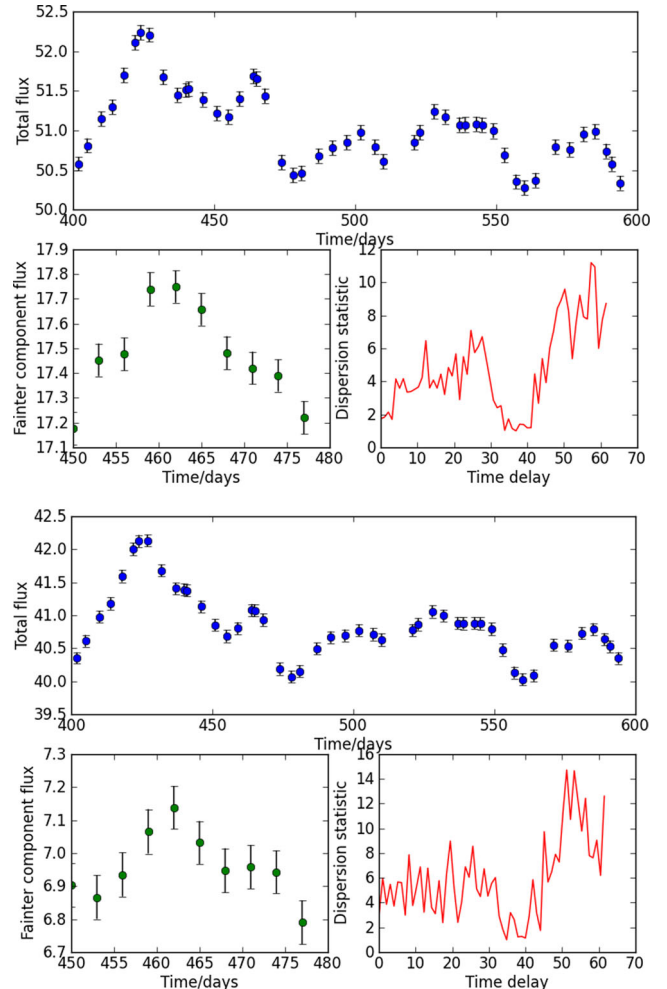 52.5
52.0
51.5
51.0
50.5
50.0
Total flux
400 450 500 550 600
Time/days
17.9
17.8
17.7
17.6
17.5
17.4
17.3
17.2
17.1
Fainter component flux
450 455 460 465 470 475 480
Time/days
12
10
8
6
4
2
0
Dispersion statistic
0 10 20 30 40 50 60 70
Time delay
42.5
42.0
41.5
41.0
40.5
40.0
39.5
Total flux
400 450 500 550 600
Time/days
7.3
7.2
7.1
7.0
6.9
6.8
6.7
Fainter component flux
450 455 460 465 470 475 480
Time/days
16
14
12
10
8
6
4
2
0
Dispersion statistic
0 10 20 30 40 50 60 70
Time delay